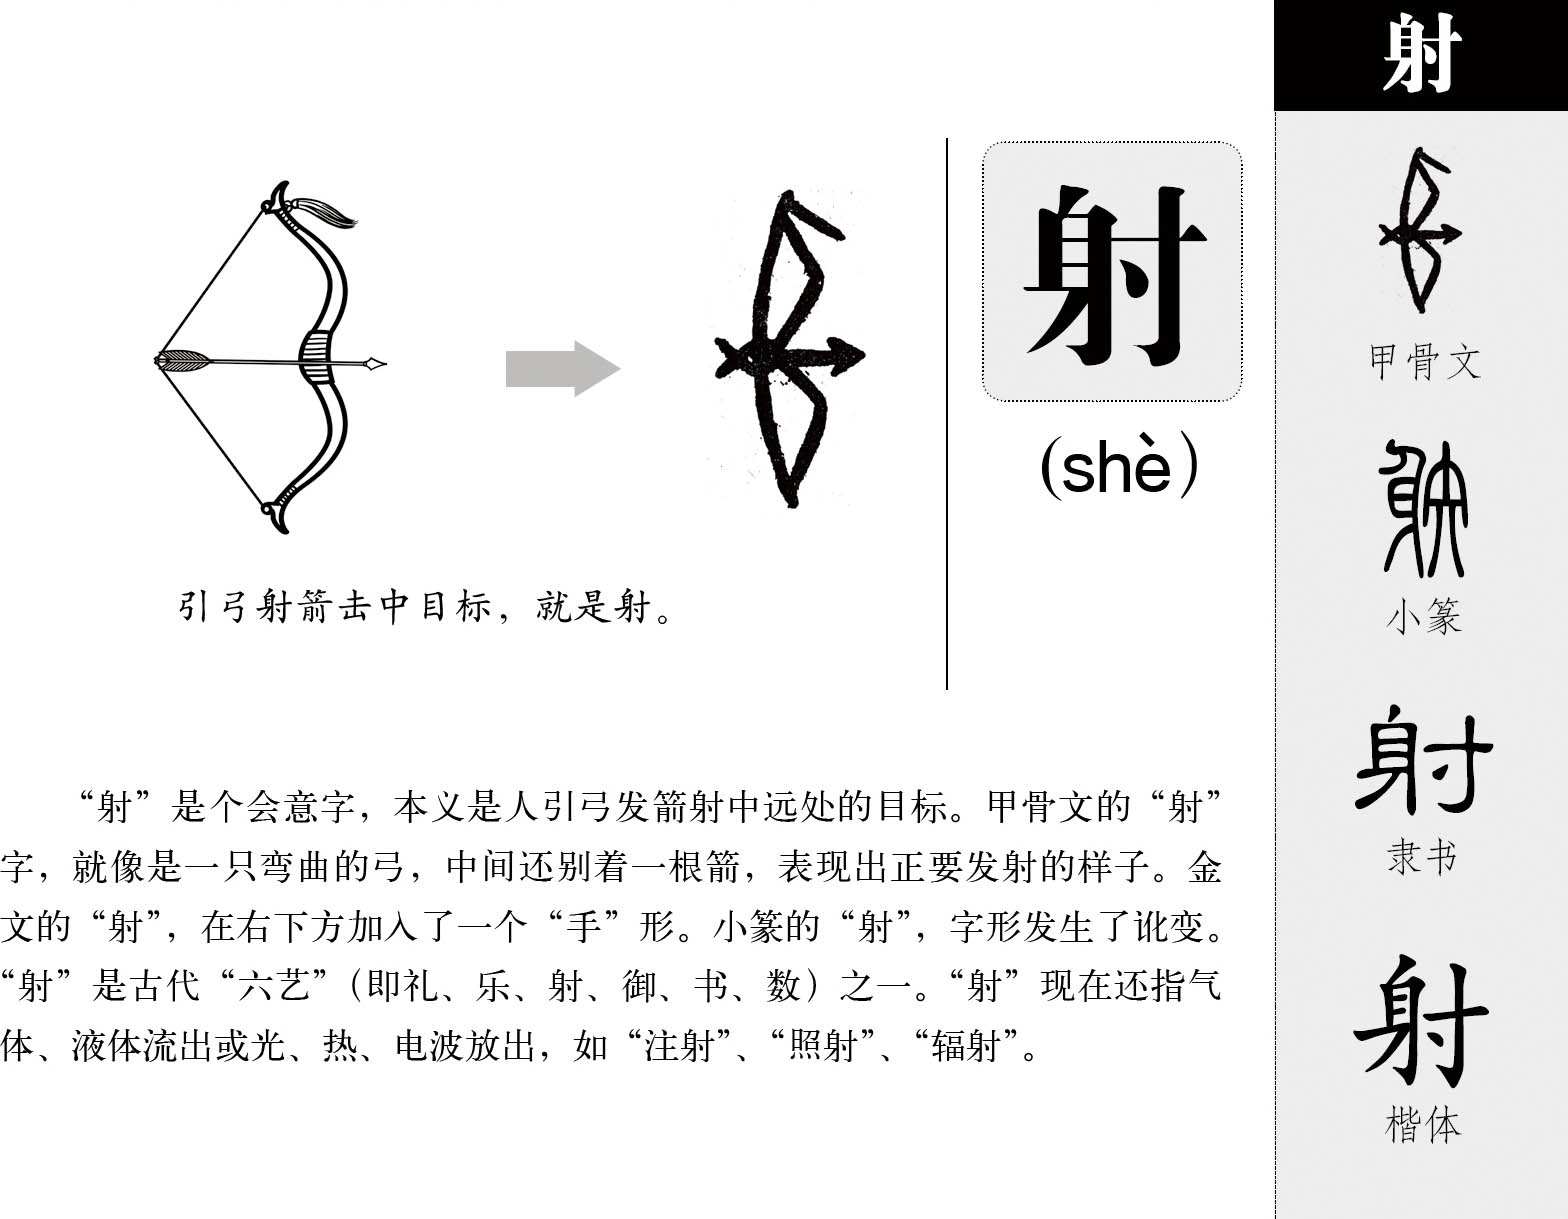 射
射
(shè)
引弓射箭击中目标，就是射。
“射”是个会意字，本义是人引弓发箭射中远处的目标。甲骨文的“射”
字，就像是一只弯曲的弓，中间还别着一根箭，表现出正要发射的样子。金
文的“射”，在右下方加入了一个“手”形。小篆的“射”，字形发生了讹变。
“射”是古代“六艺”（即礼、乐、射、御、书、数）之一。“射”现在还指气
体、液体流出或光、热、电波放出，如“注射”、“照射”、“辐射”。
甲骨文
小篆
射
隶书
射
楷体